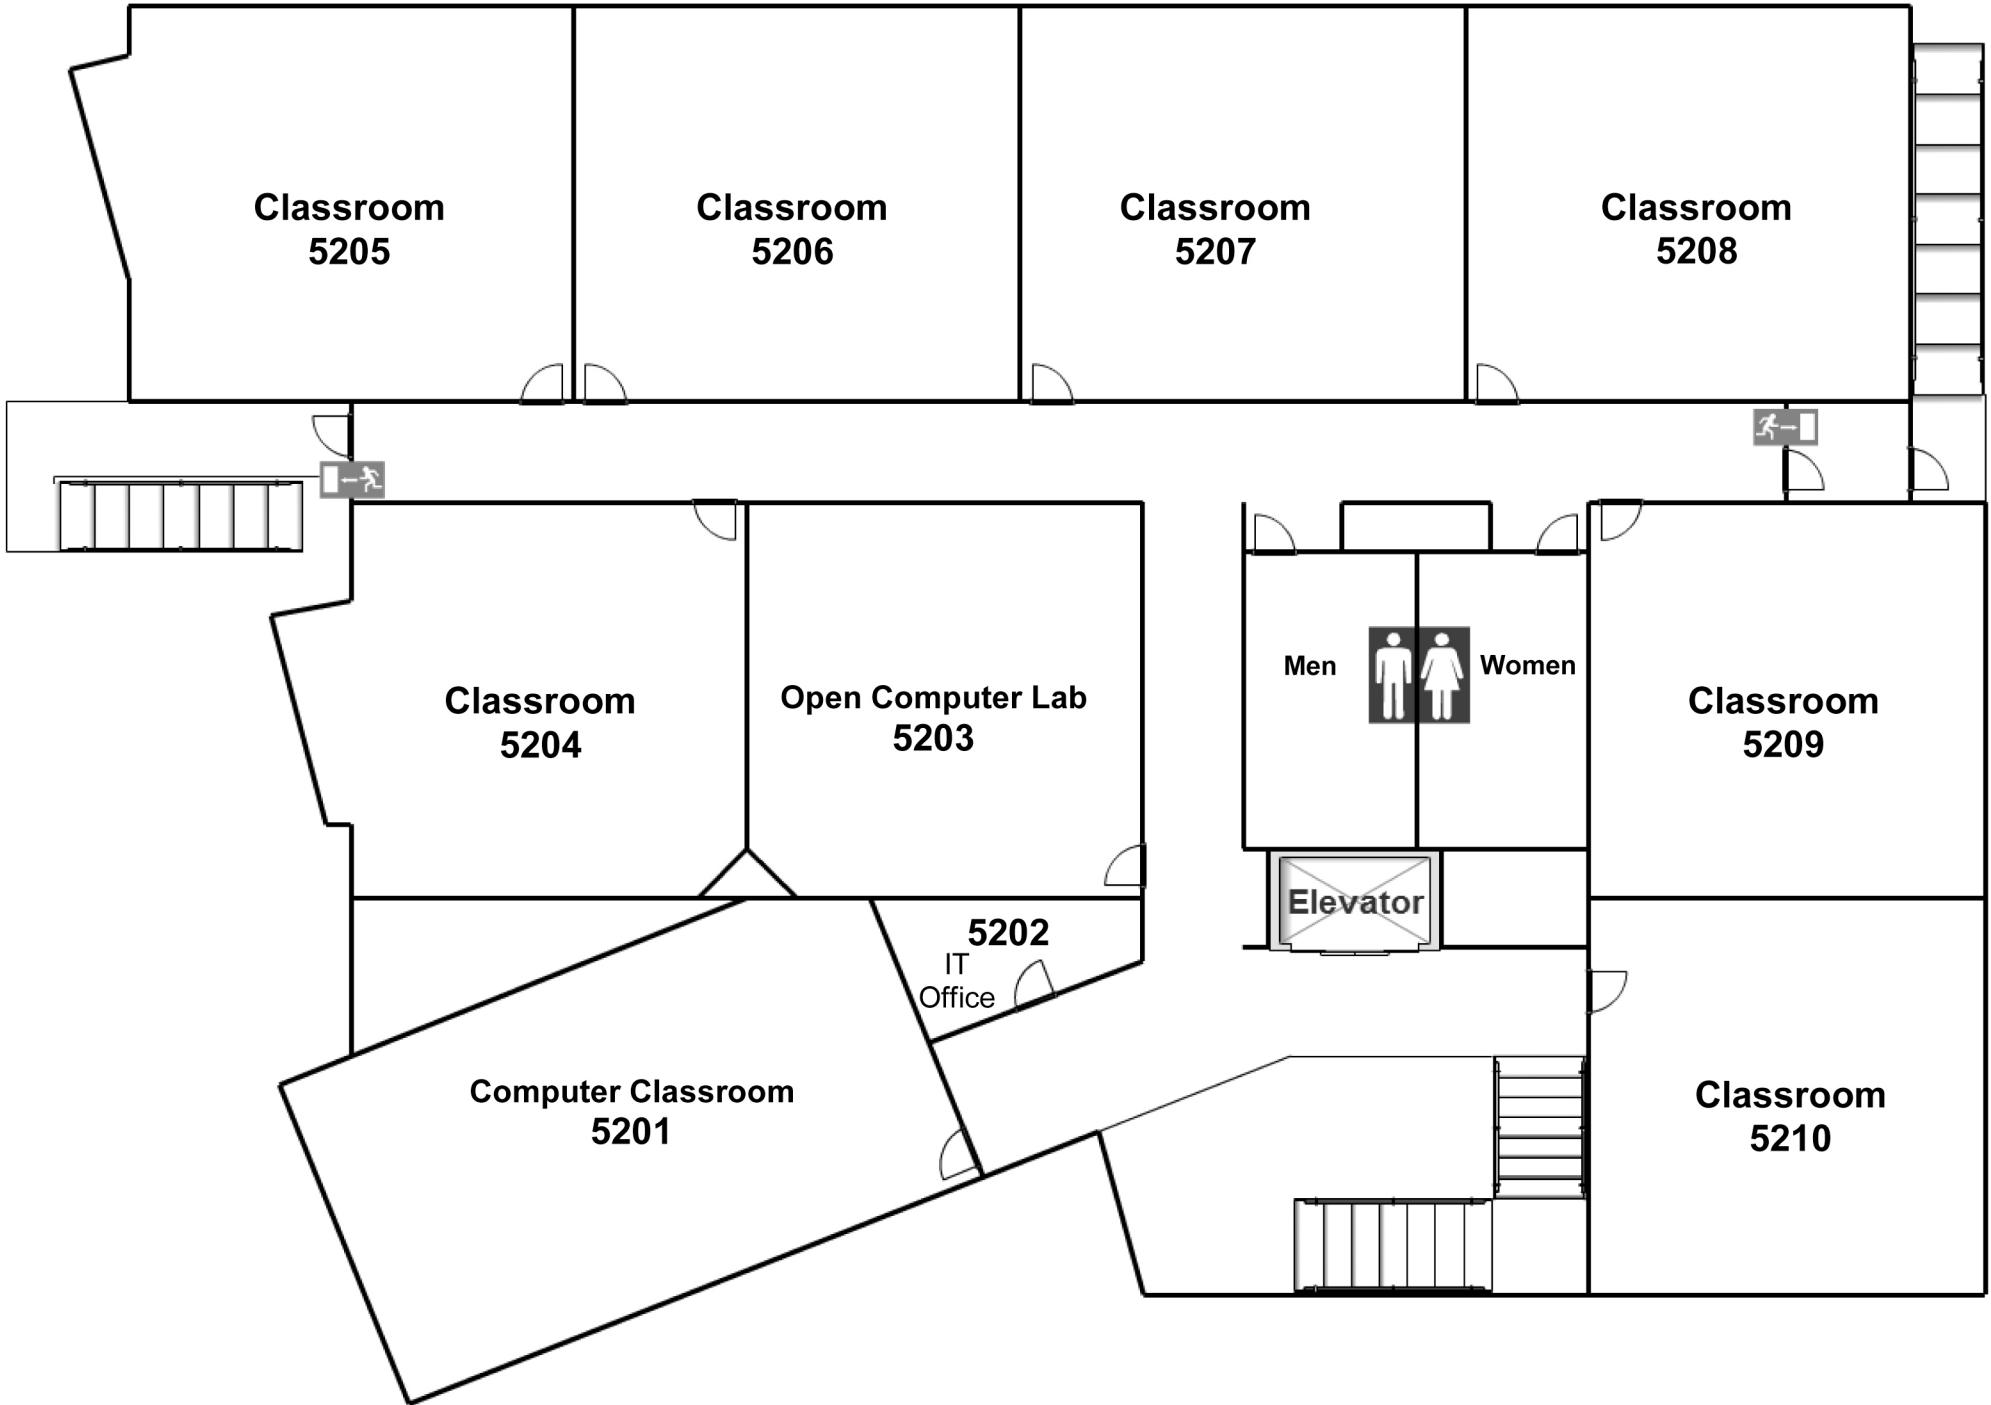 Classroom
5205
Classroom
5206
Classroom
5207
Classroom
5208
Classroom
5204
Open Computer Lab
5203
Men
Women
Classroom
5209
Elevator
5202
IT
Office
Computer Classroom
5201
Classroom
5210